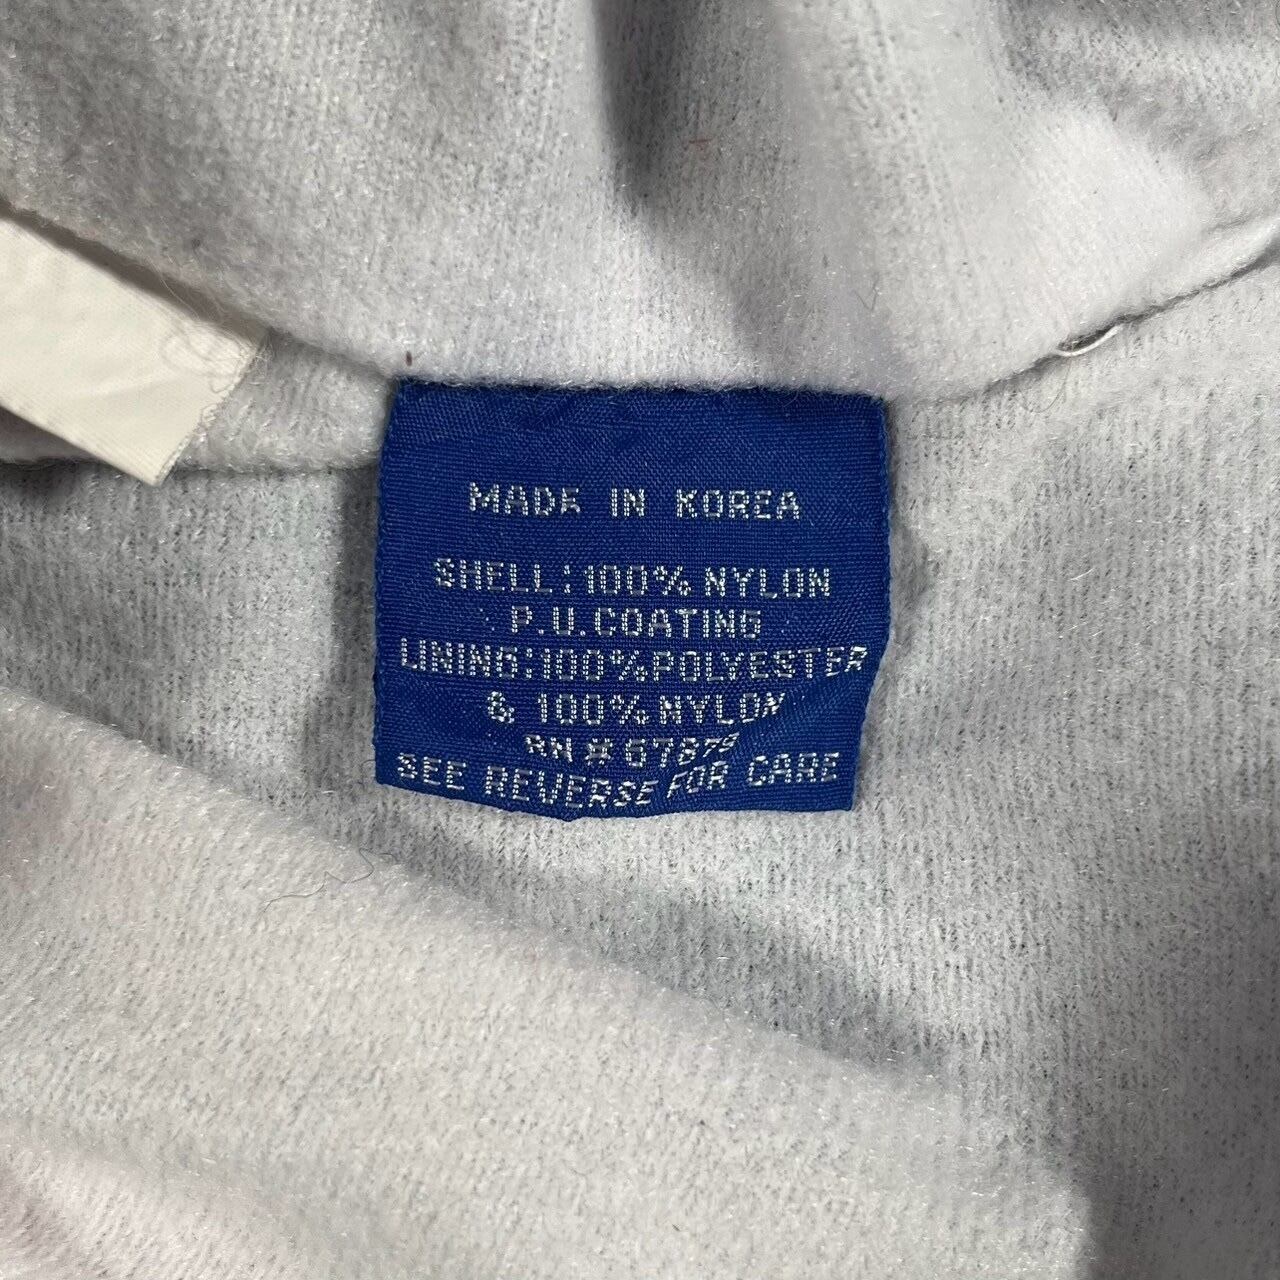 MADE IN KOREA
SHELL:100% NYLON
P.U.COATING
LINING:100%POLYESTER
& 100% NYLON
RN # 67879
SEE REVERSE FOR CARE